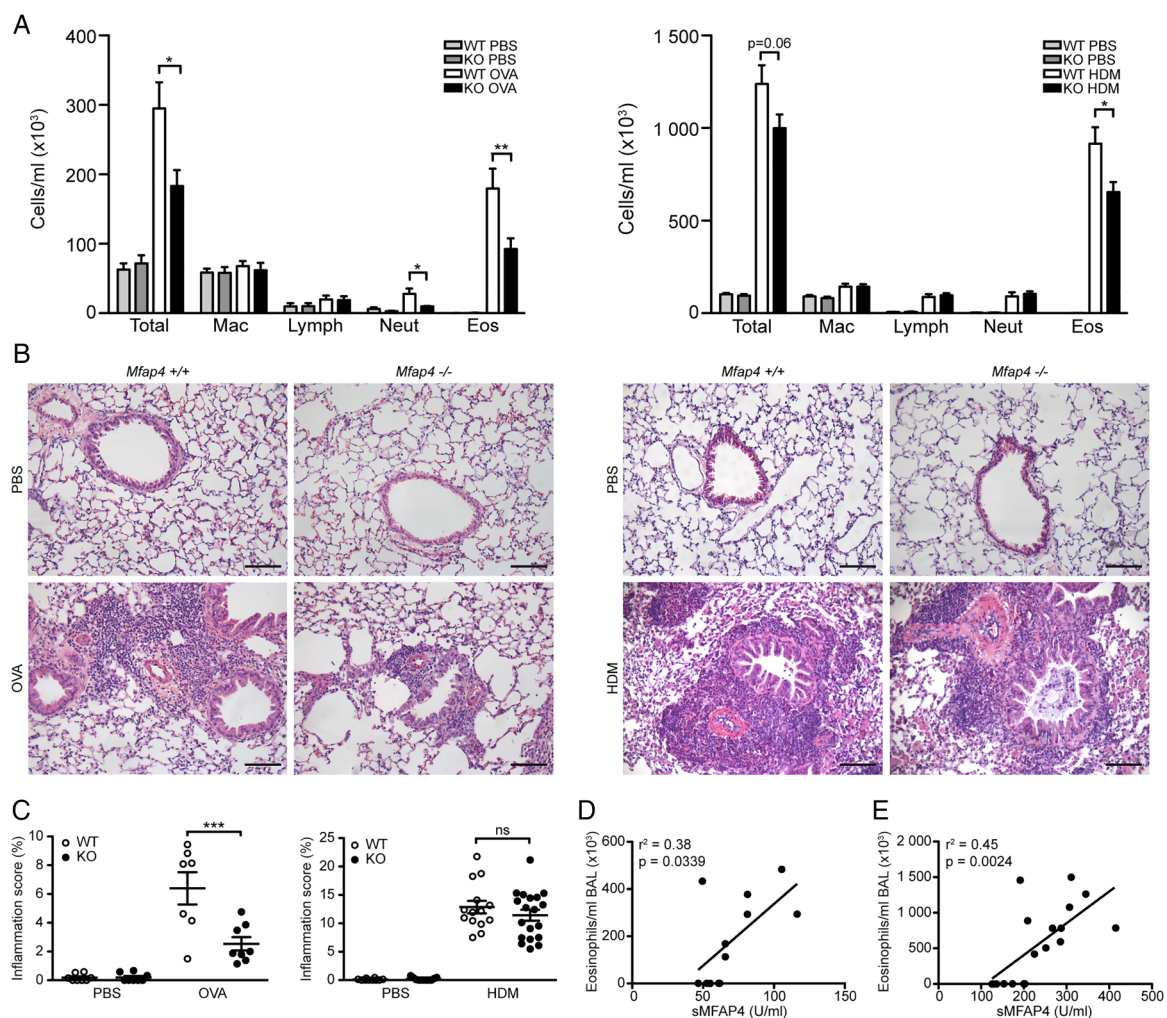 A
400
300
200
100
0
Cells/ml (x10³)
*
**
*
WT PBS
KO PBS
WT OVA
KO OVA
Total Mac Lymph Neut Eos
1 500
1 000
500
0
Cells/ml (x10³)
p=0.06
*
WT PBS
KO PBS
WT HDM
KO HDM
Total Mac Lymph Neut Eos
B
Mfap4 +/+ Mfap4 -/- Mfap4 +/+ Mfap4 -/-
PBS
PBS
OVA
HDM
C
10
8
6
4
2
0
Inflammation score (%)
WT
KO
***
PBS OVA
25
20
15
10
5
0
Inflammation score (%)
WT
KO
ns
PBS HDM
D
600
400
200
0
Eosinophils/ml BAL (x10³)
r² = 0.38
p = 0.0339
0 50 100 150
sMFAP4 (U/ml)
E
2 000
1 500
1 000
500
0
Eosinophils/ml BAL (x10³)
r² = 0.45
p = 0.0024
0 100 200 300 400 500
sMFAP4 (U/ml)